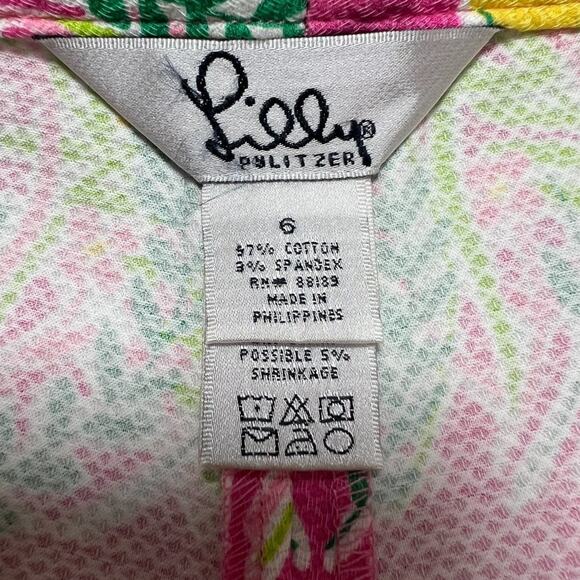 Lilly®
PULITZER
6
97% COTTON
3% SPANDEX
RN# 88189
MADE IN
PHILIPPINES
POSSIBLE 5%
SHRINKAGE